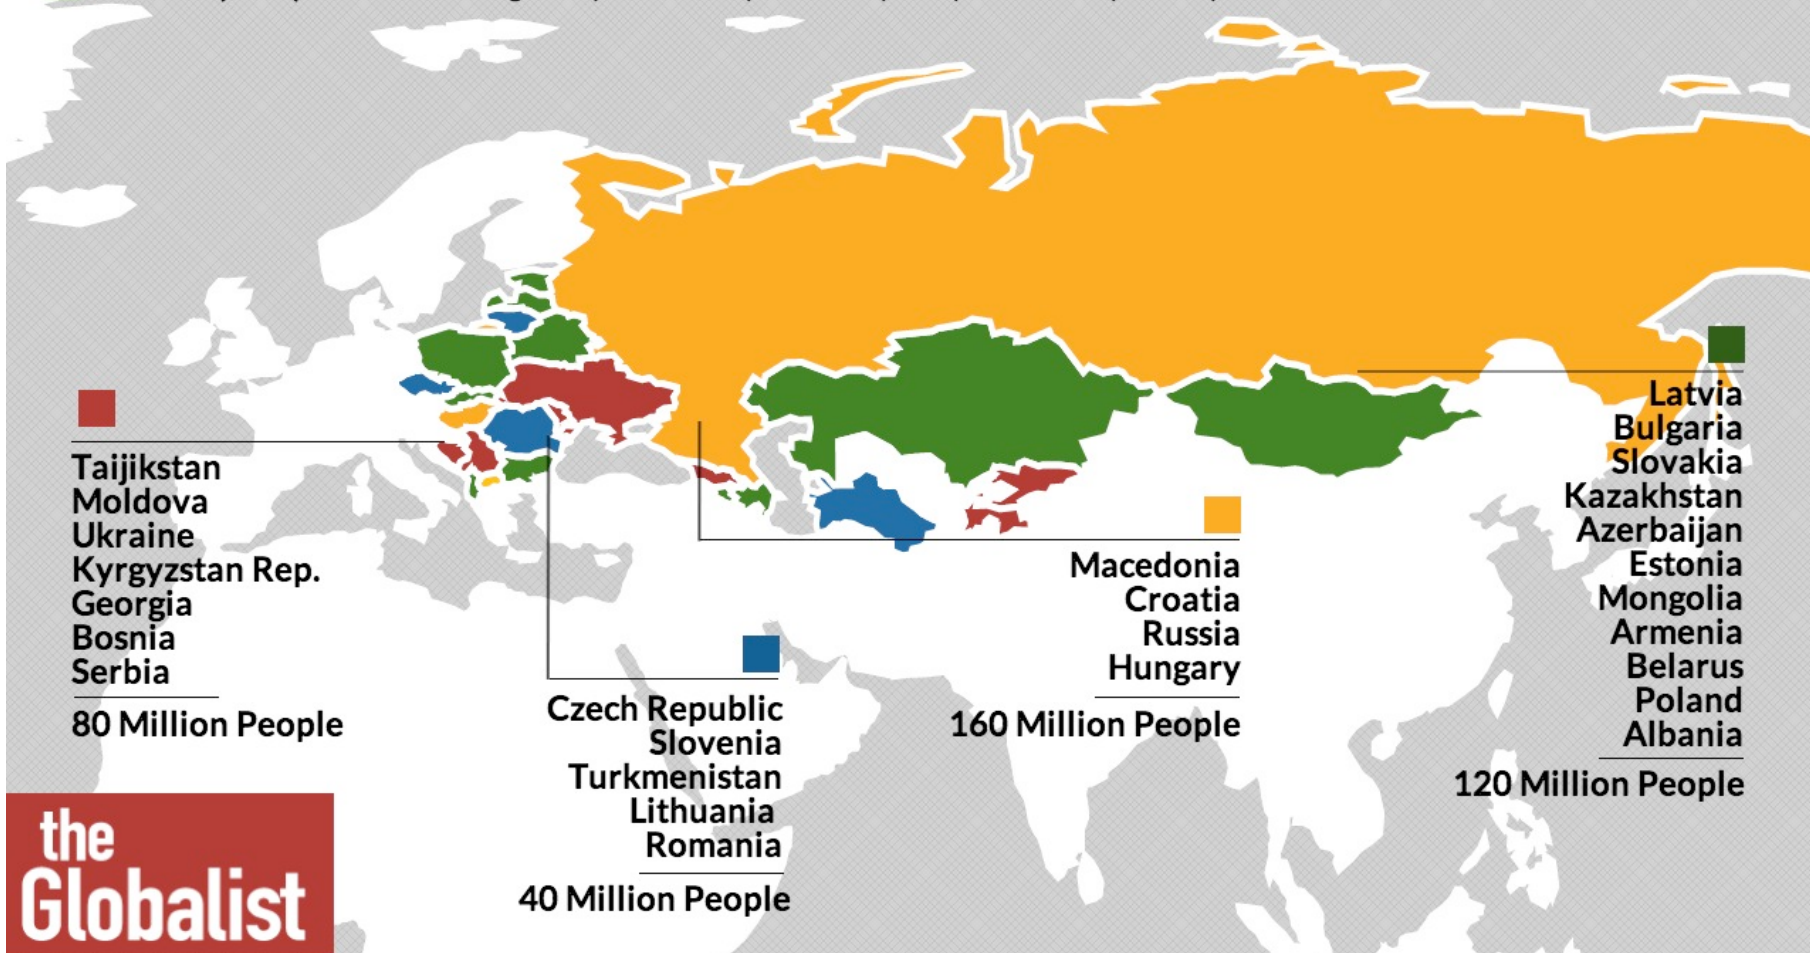 Taijikstan
Moldova
Ukraine
Kyrgyzstan Rep.
Georgia
Bosnia
Serbia
80 Million People
Czech Republic
Slovenia
Turkmenistan
Lithuania
Romania
40 Million People
Macedonia
Croatia
Russia
Hungary
160 Million People
Latvia
Bulgaria
Slovakia
Kazakhstan
Azerbaijan
Estonia
Mongolia
Armenia
Belarus
Poland
Albania
120 Million People
the
Globalist